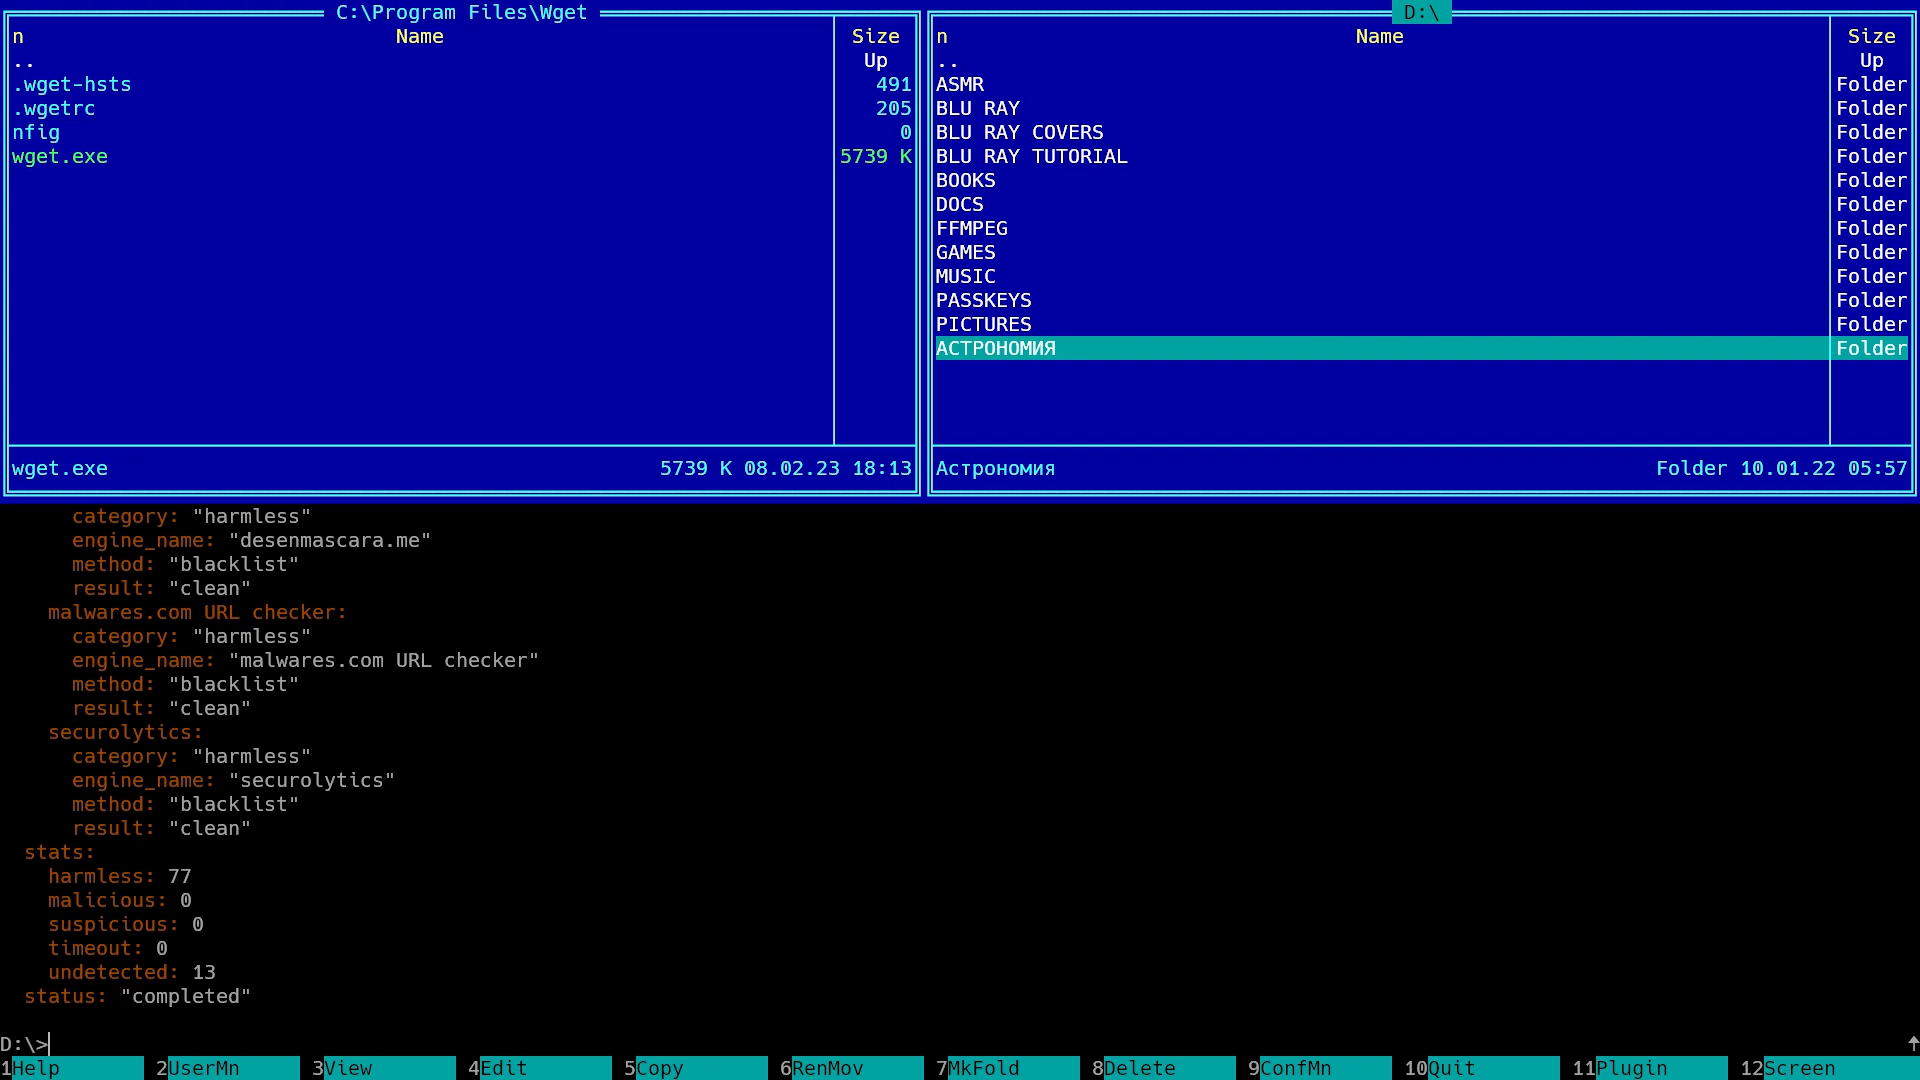 C:\Program Files\Wget
n Name Size
.. Up
.wget-hsts 491
.wgetrc 205
nfig 0
wget.exe 5739 K
wget.exe 5739 K 08.02.23 18:13
D:\
n Name Size
.. Up
ASMR Folder
BLU RAY Folder
BLU RAY COVERS Folder
BLU RAY TUTORIAL Folder
BOOKS Folder
DOCS Folder
FFMPEG Folder
GAMES Folder
MUSIC Folder
PASSKEYS Folder
PICTURES Folder
АСТРОНОМИЯ Folder
Астрономия Folder 10.01.22 05:57
category: "harmless"
engine_name: "desenmascara.me"
method: "blacklist"
result: "clean"
malwares.com URL checker:
category: "harmless"
engine_name: "malwares.com URL checker"
method: "blacklist"
result: "clean"
securolytics:
category: "harmless"
engine_name: "securolytics"
method: "blacklist"
result: "clean"
stats:
harmless: 77
malicious: 0
suspicious: 0
timeout: 0
undetected: 13
status: "completed"
D:\>
1Help 2UserMn 3View 4Edit 5Copy 6RenMov 7MkFold 8Delete 9ConfMn 10Quit 11Plugin 12Screen